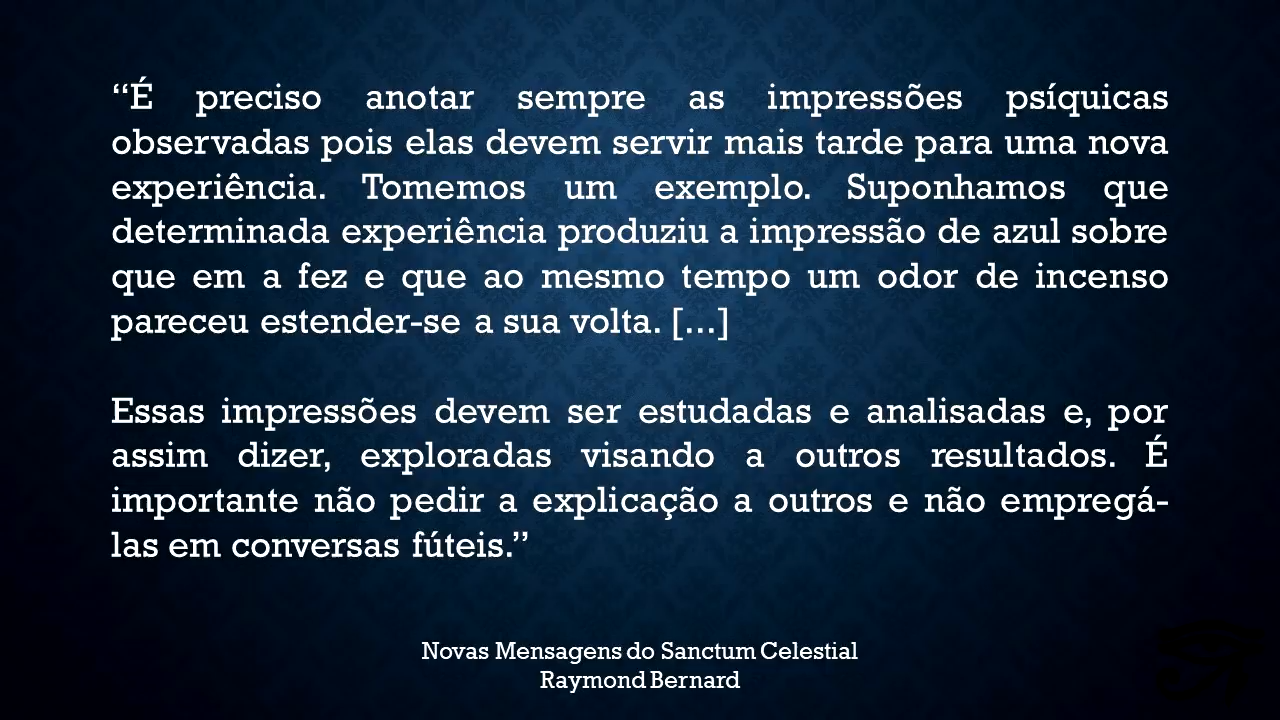 “É preciso anotar sempre as impressões psíquicas
observadas pois elas devem servir mais tarde para uma nova
experiência. Tomemos um exemplo. Suponhamos que
determinada experiência produziu a impressão de azul sobre
que em a fez e que ao mesmo tempo um odor de incenso
pareceu estender-se a sua volta. [...]
Essas impressões devem ser estudadas e analisadas e, por
assim dizer, exploradas visando a outros resultados. É
importante não pedir a explicação a outros e não empregá-
las em conversas fúteis.”
Novas Mensagens do Sanctum Celestial
Raymond Bernard